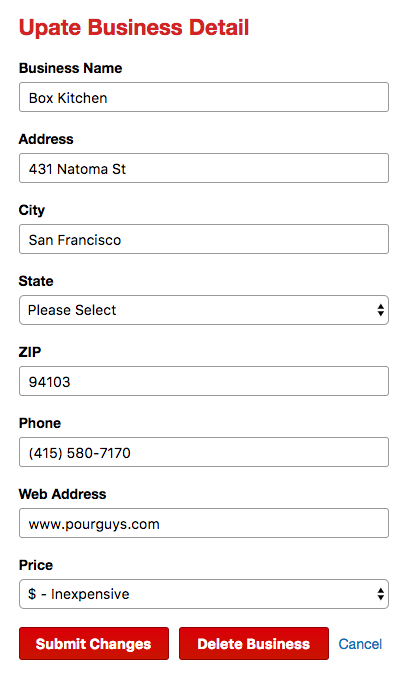 Upate Business Detail
Business Name
Box Kitchen
Address
431 Natoma St
City
San Francisco
State
Please Select
ZIP
94103
Phone
(415) 580-7170
Web Address
www.pourguys.com
Price
$ - Inexpensive
Submit Changes Delete Business Cancel